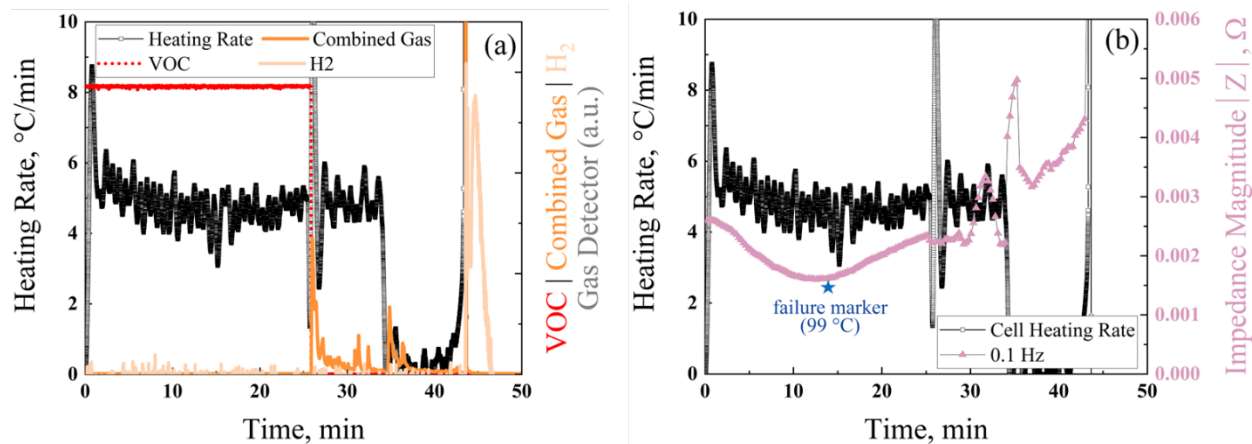 (a)
Heating Rate
Combined Gas
VOC
H2
10
8
6
4
2
0
Heating Rate, °C/min
0
10
20
30
40
50
Time, min
VOC | Combined Gas | H₂
Gas Detector (a.u.)
(b)
10
8
6
4
2
0
Heating Rate, °C/min
0
10
20
30
40
50
Time, min
failure marker
(99 °C)
Cell Heating Rate
0.1 Hz
0.006
0.005
0.004
0.003
0.002
0.001
0.000
Impedance Magnitude | Z | , Ω